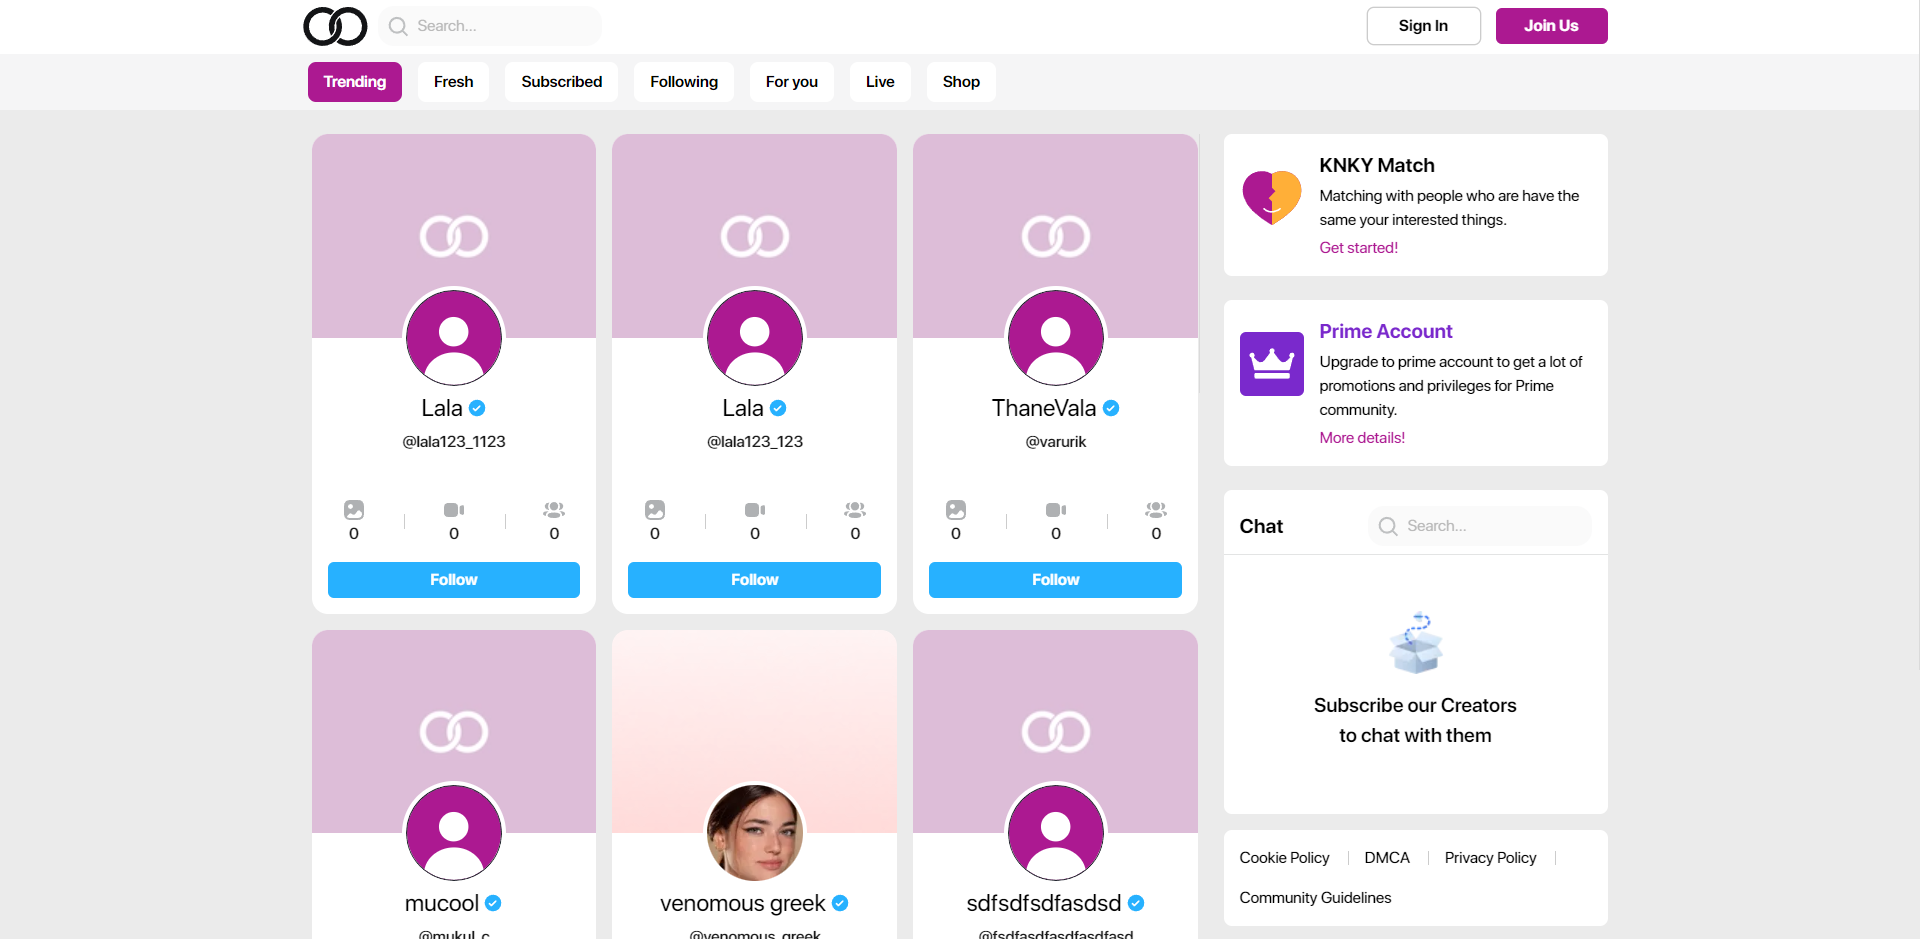 Search...
Sign In
Join Us
Trending
Fresh
Subscribed
Following
For you
Live
Shop
Lala
@lala123_1123
0
0
0
Follow
Lala
@lala123_123
0
0
0
Follow
ThaneVala
@varurik
0
0
0
Follow
mucool
@mukul_c
venomous greek
@venomous_greek
sdfsdfsdfasdsd
@fsdfasdfasdfasdfasd
KNKY Match
Matching with people who are have the
same your interested things.
Get started!
Prime Account
Upgrade to prime account to get a lot of
promotions and privileges for Prime
community.
More details!
Chat
Search...
Subscribe our Creators
to chat with them
Cookie Policy
DMCA
Privacy Policy
Community Guidelines